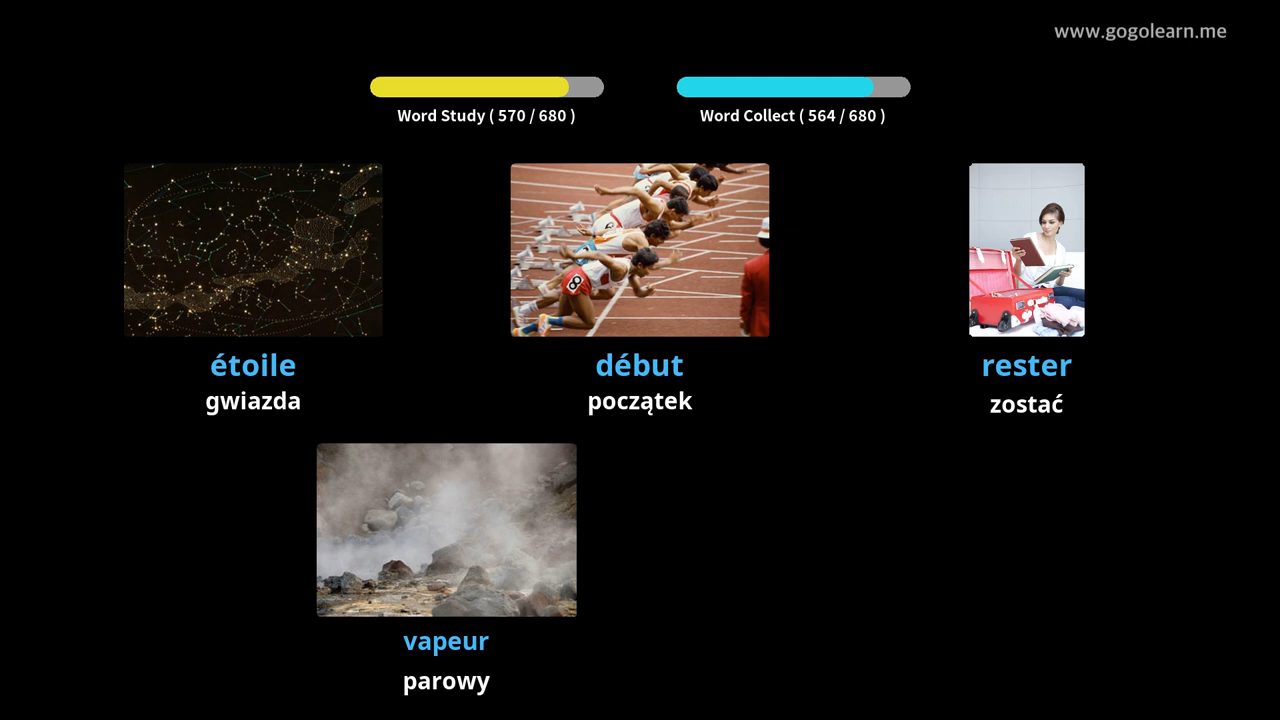 www.gogolearn.me
Word Study ( 570 / 680 )
Word Collect ( 564 / 680 )
étoile
gwiazda
début
początek
rester
zostać
vapeur
parowy